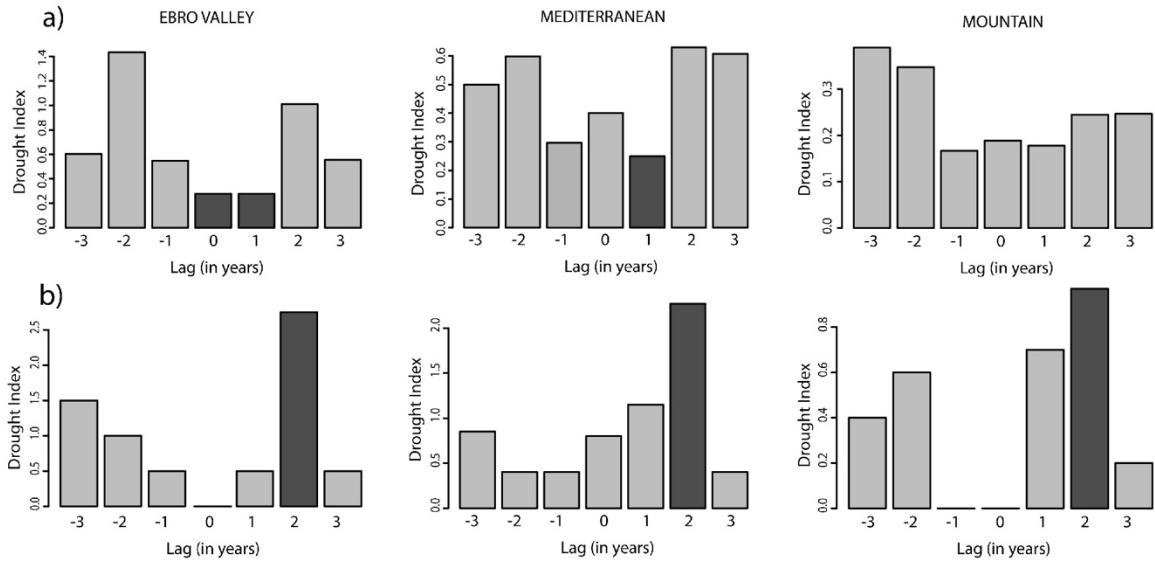 a)
EBRO VALLEY
MEDITERRANEAN
MOUNTAIN
Drought Index
0.0 0.2 0.4 0.6 0.8 1.0 1.2 1.4
-3 -2 -1 0 1 2 3
Lag (in years)
Drought Index
0.0 0.1 0.2 0.3 0.4 0.5 0.6
-3 -2 -1 0 1 2 3
Lag (in years)
Drought Index
0.0 0.1 0.2 0.3
-3 -2 -1 0 1 2 3
Lag (in years)
b)
Drought Index
0.0 0.5 1.0 1.5 2.0 2.5
-3 -2 -1 0 1 2 3
Lag (in years)
Drought Index
0.0 0.5 1.0 1.5 2.0
-3 -2 -1 0 1 2 3
Lag (in years)
Drought Index
0.0 0.2 0.4 0.6 0.8
-3 -2 -1 0 1 2 3
Lag (in years)